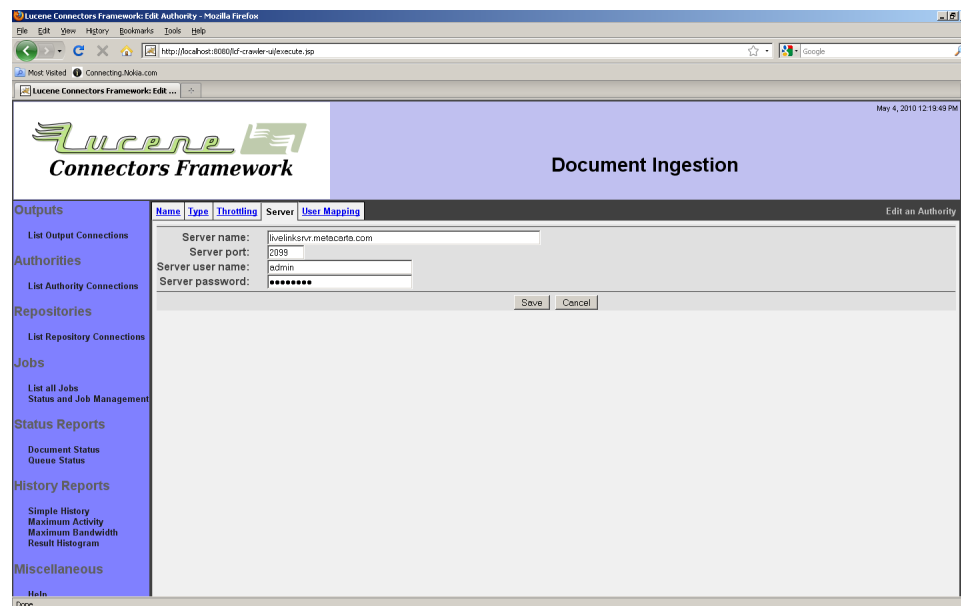 Lucene Connectors Framework: Edit Authority - Mozilla Firefox
File Edit View History Bookmarks Tools Help
http://localhost:8080/lcf-crawler-ui/execute.jsp
Google
Most Visited Connecting.Nokia.com
Lucene Connectors Framework: Edit ...
May 4, 2010 12:19:49 PM
Lucene
Connectors Framework
Document Ingestion
Outputs
List Output Connections
Authorities
List Authority Connections
Repositories
List Repository Connections
Jobs
List all Jobs
Status and Job Management
Status Reports
Document Status
Queue Status
History Reports
Simple History
Maximum Activity
Maximum Bandwidth
Result Histogram
Miscellaneous
Help
Name Type Throttling Server User Mapping
Edit an Authority
Server name: livelinksrvr.metacarta.com
Server port: 2099
Server user name: admin
Server password: ●●●●●●●●
Save Cancel
Done